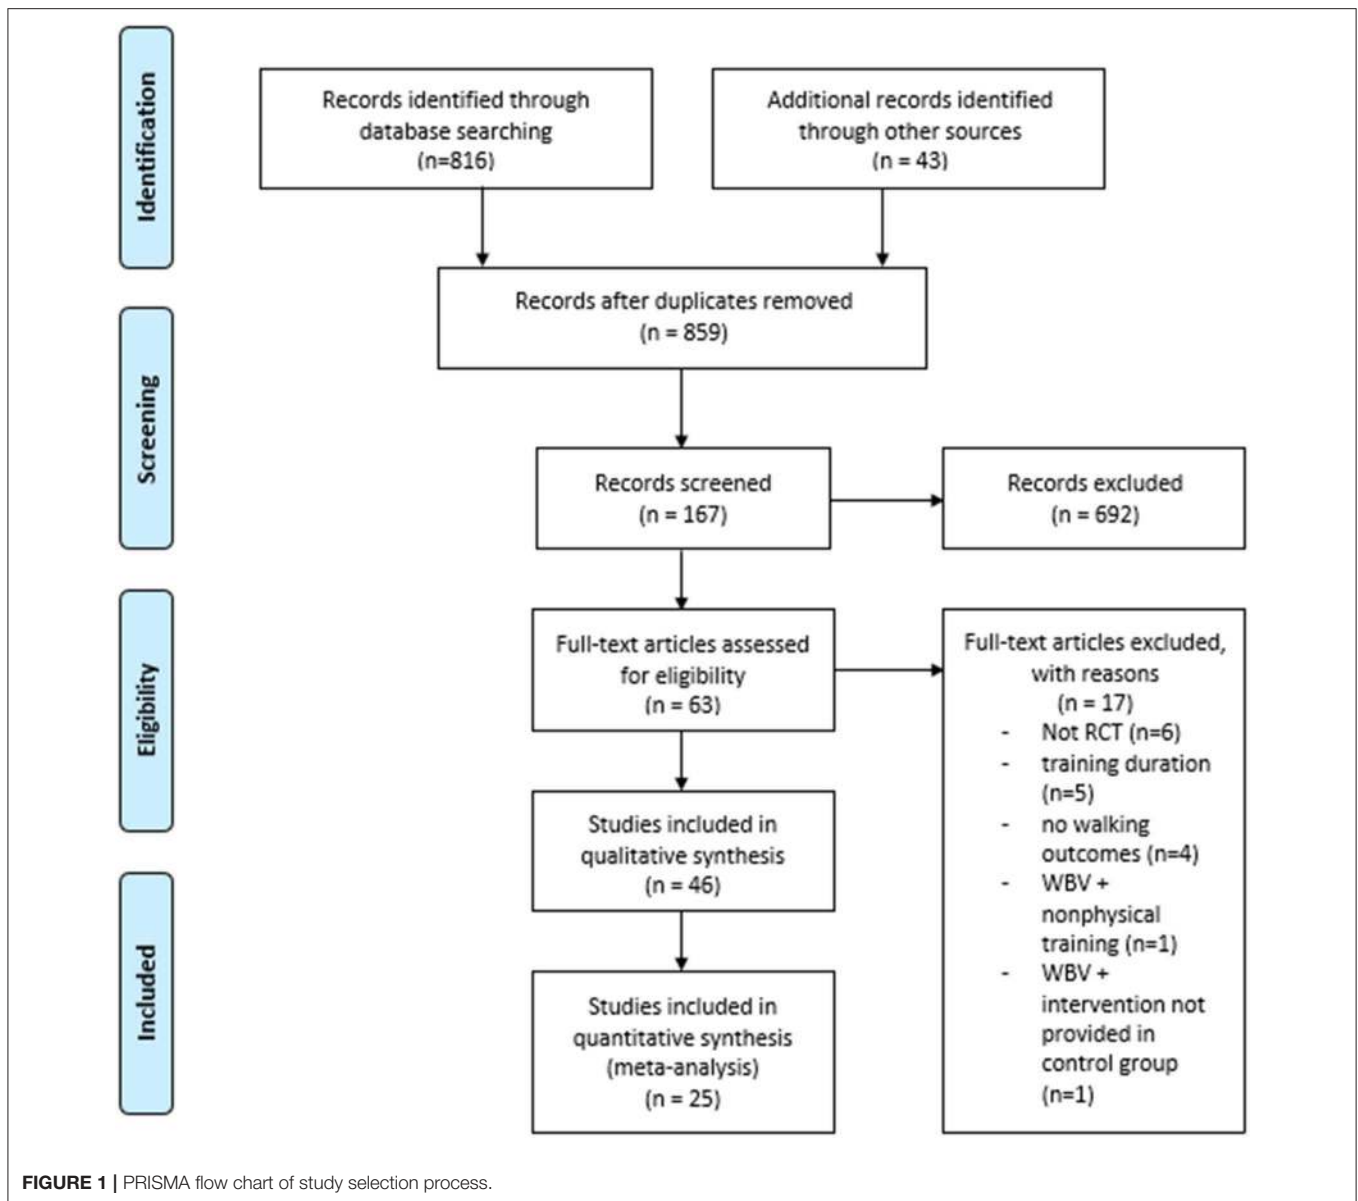 Identification
Records identified through
database searching
(n=816)
Additional records identified
through other sources
(n = 43)
Records after duplicates removed
(n = 859)
Screening
Records screened
(n = 167)
Records excluded
(n = 692)
Eligibility
Full-text articles assessed
for eligibility
(n = 63)
Full-text articles excluded,
with reasons
(n = 17)
- Not RCT (n=6)
- training duration
(n=5)
- no walking
outcomes (n=4)
- WBV +
nonphysical
training (n=1)
- WBV +
intervention not
provided in
control group
(n=1)
Studies included in
qualitative synthesis
(n = 46)
Included
Studies included in
quantitative synthesis
(meta-analysis)
(n = 25)
FIGURE 1 | PRISMA flow chart of study selection process.